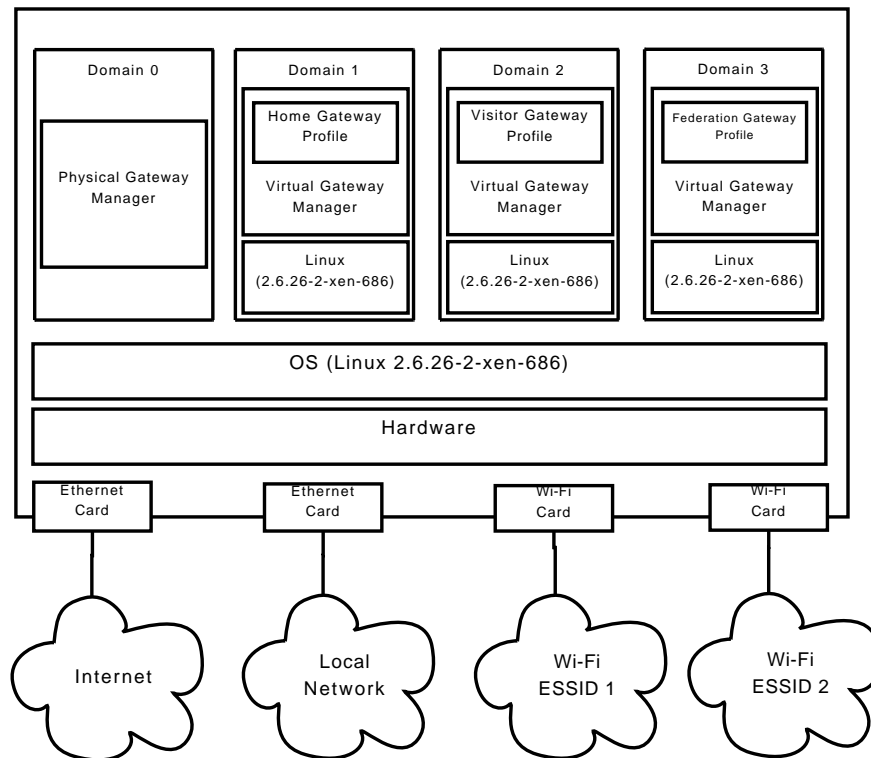 Domain 0
Domain 1
Domain 2
Domain 3
Physical Gateway
Manager
Home Gateway
Profile
Virtual Gateway
Manager
Linux
(2.6.26-2-xen-686)
Visitor Gateway
Profile
Virtual Gateway
Manager
Linux
(2.6.26-2-xen-686)
Federation Gateway
Profile
Virtual Gateway
Manager
Linux
(2.6.26-2-xen-686)
OS (Linux 2.6.26-2-xen-686)
Hardware
Ethernet
Card
Ethernet
Card
Wi-Fi
Card
Wi-Fi
Card
Internet
Local
Network
Wi-Fi
ESSID 1
Wi-Fi
ESSID 2